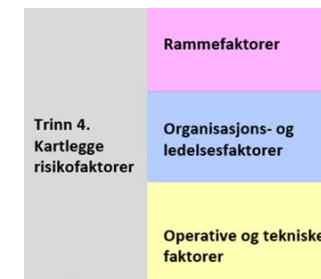 Trinn 4.
Kartlegge
risikofaktorer
Rammefaktorer
Organisasjons- og
ledelsesfaktorer
Operative og tekniske
faktorer